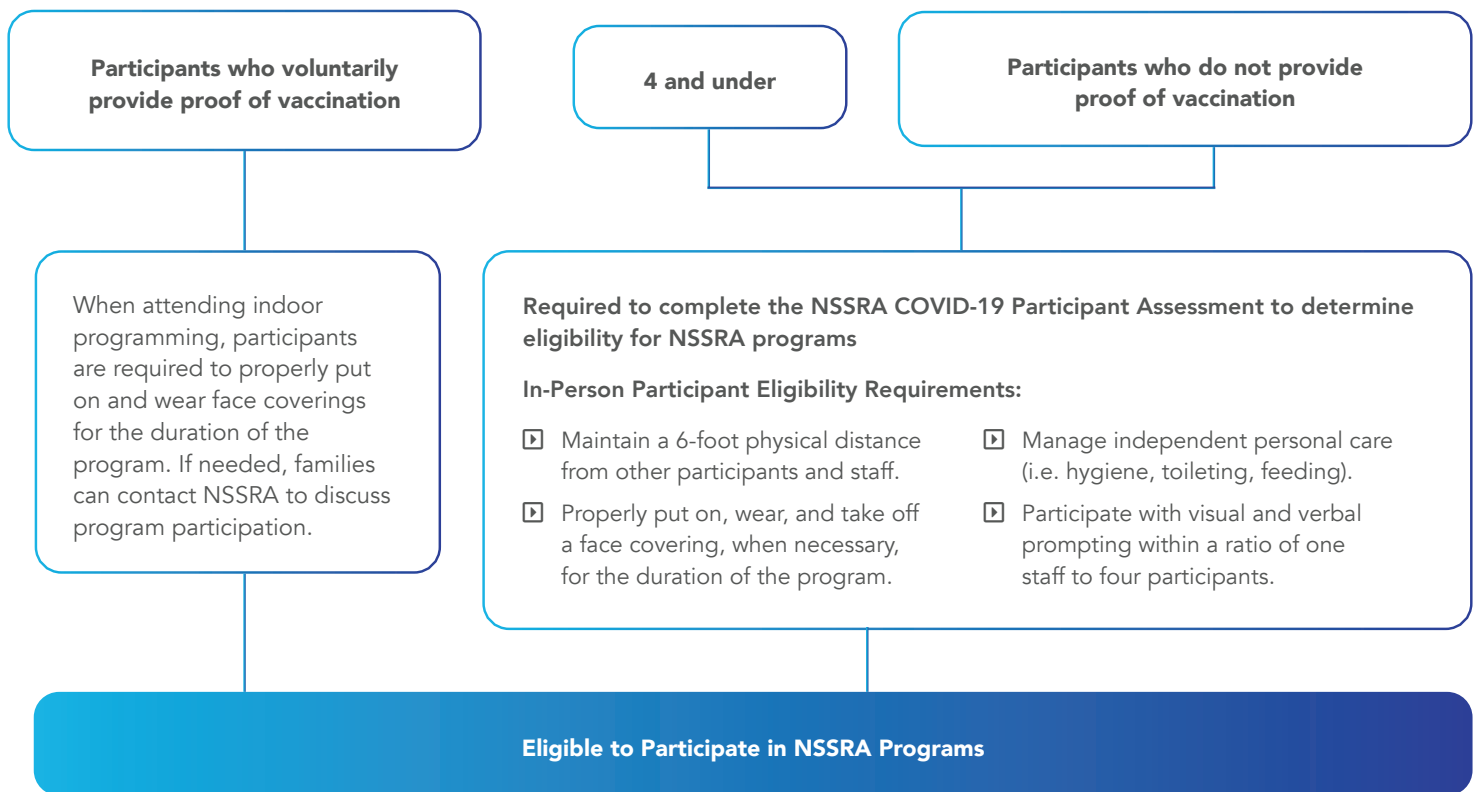 Participants who voluntarily
provide proof of vaccination
4 and under
Participants who do not provide
proof of vaccination
When attending indoor
programming, participants
are required to properly put
on and wear face coverings
for the duration of the
program. If needed, families
can contact NSSRA to discuss
program participation.
Required to complete the NSSRA COVID-19 Participant Assessment to determine
eligibility for NSSRA programs
In-Person Participant Eligibility Requirements:
Maintain a 6-foot physical distance
from other participants and staff.
Properly put on, wear, and take off
a face covering, when necessary,
for the duration of the program.
Manage independent personal care
(i.e. hygiene, toileting, feeding).
Participate with visual and verbal
prompting within a ratio of one
staff to four participants.
Eligible to Participate in NSSRA Programs